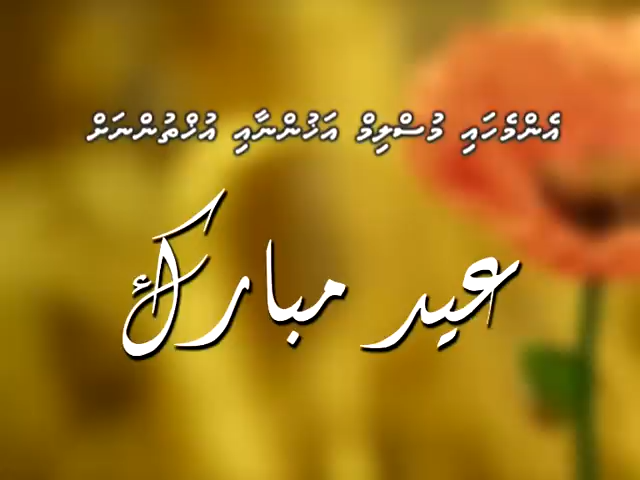 އެންމެހައި މުސްލިމް އަޚުންނާއި އުޚްތުންނަށް
عيد مبارك